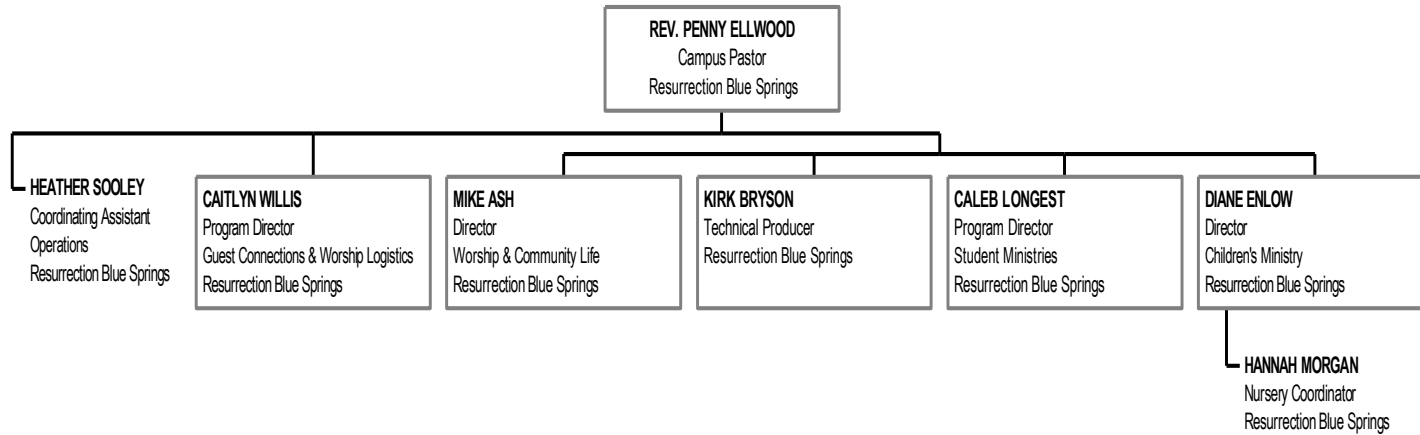 REV. PENNY ELLWOOD
Campus Pastor
Resurrection Blue Springs
HEATHER SOOLEY
Coordinating Assistant
Operations
Resurrection Blue Springs
CAITLYN WILLIS
Program Director
Guest Connections & Worship Logistics
Resurrection Blue Springs
MIKE ASH
Director
Worship & Community Life
Resurrection Blue Springs
KIRK BRYSON
Technical Producer
Resurrection Blue Springs
CALEB LONGEST
Program Director
Student Ministries
Resurrection Blue Springs
DIANE ENLOW
Director
Children's Ministry
Resurrection Blue Springs
HANNAH MORGAN
Nursery Coordinator
Resurrection Blue Springs